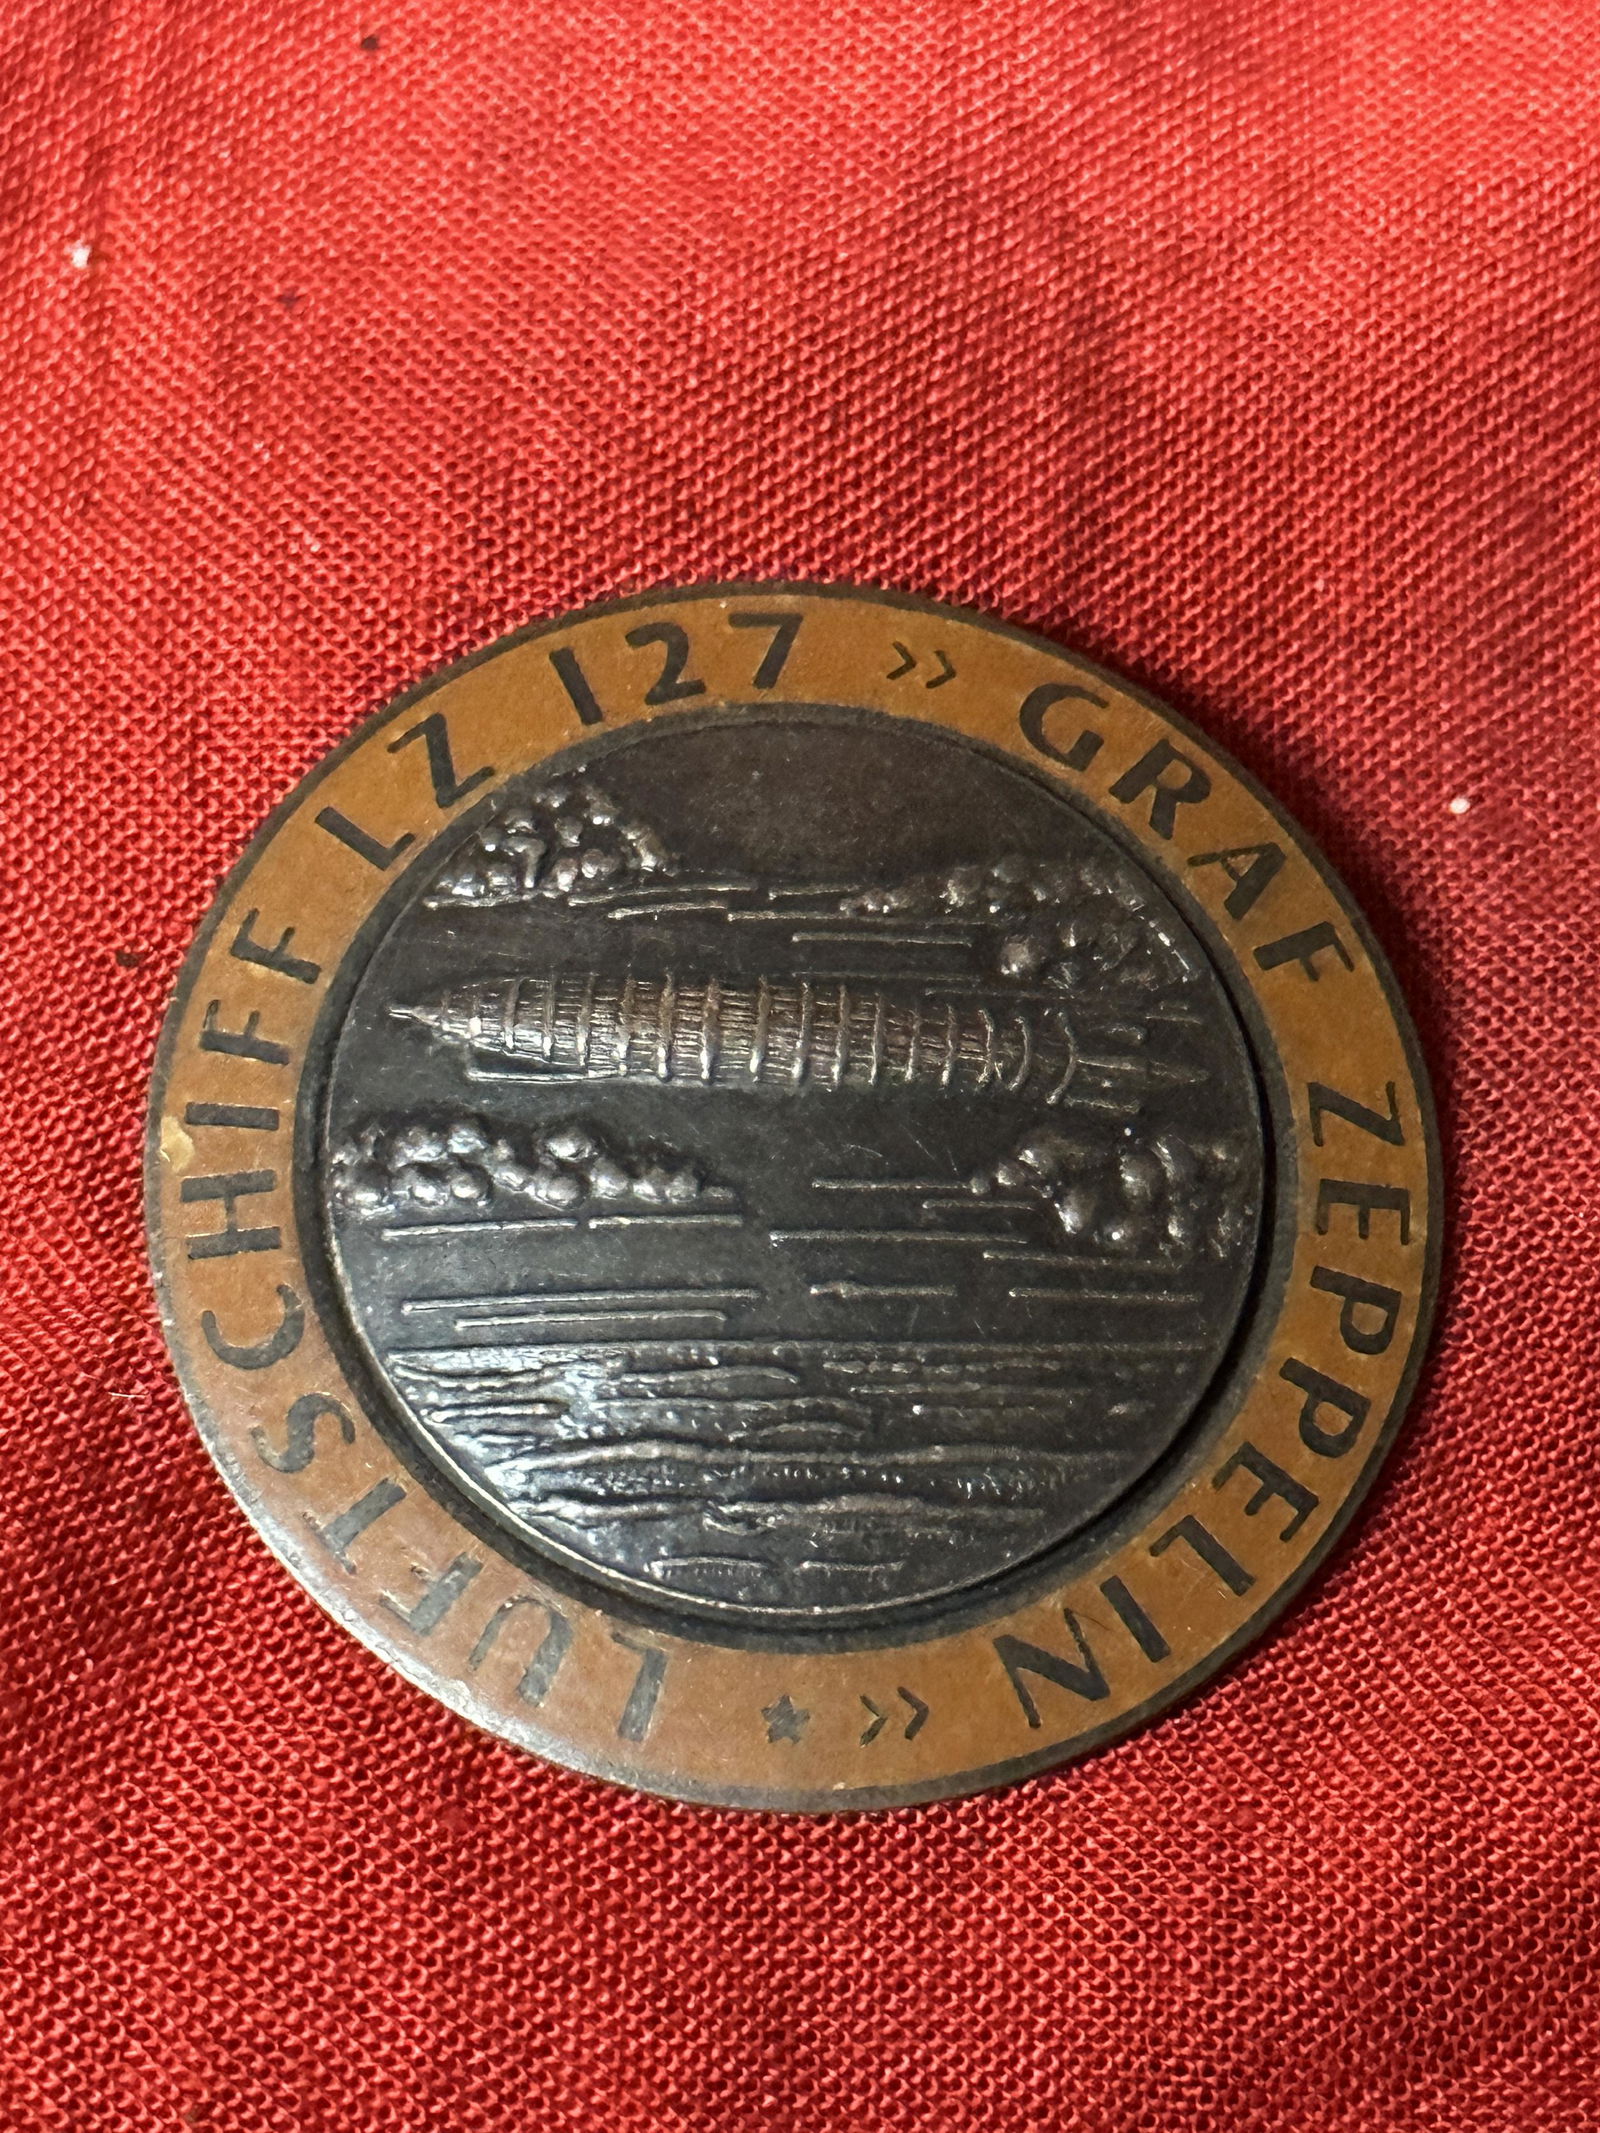 LUFTSCHIFF LZ 127 »GRAF ZEPPELIN« ★